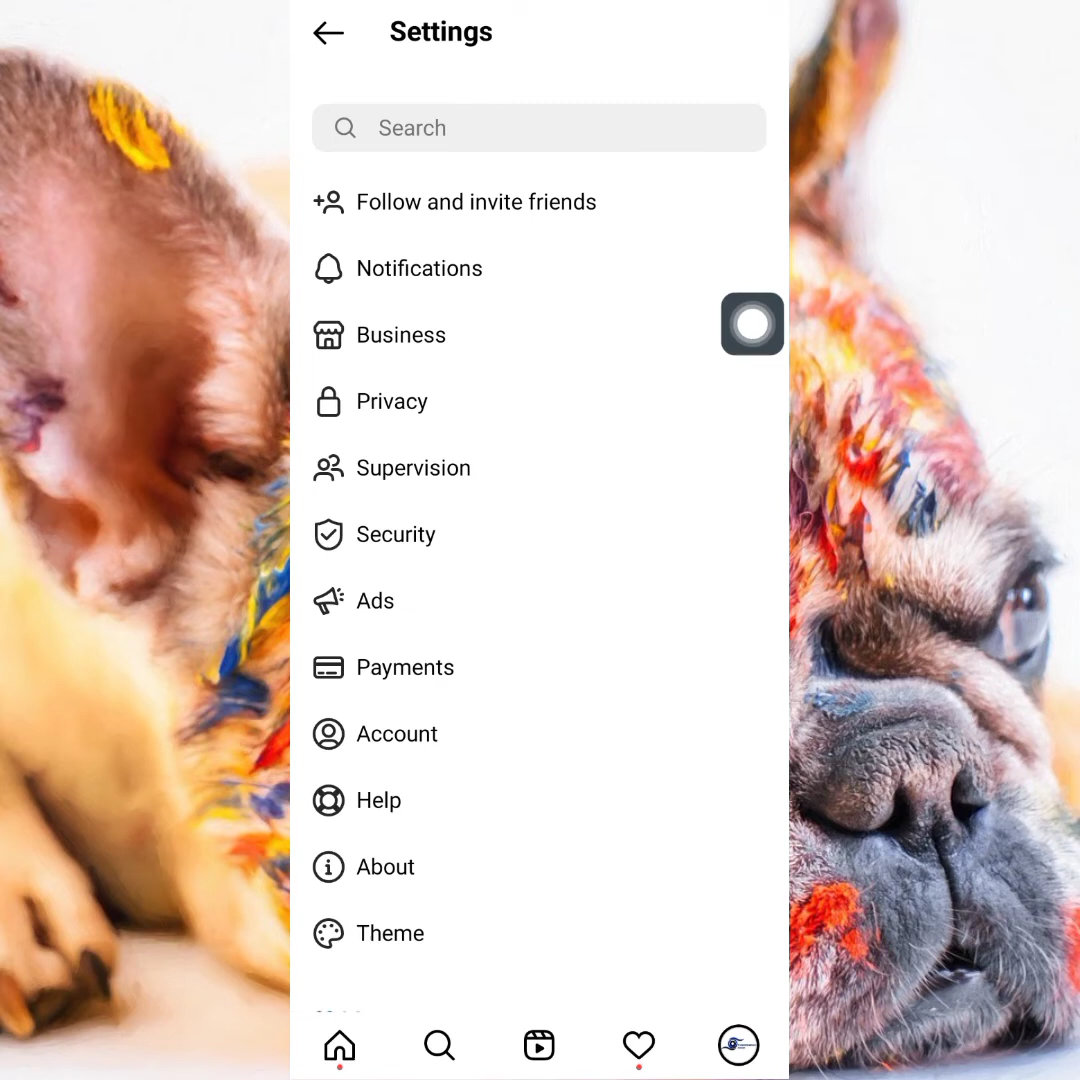 Settings
Search
Follow and invite friends
Notifications
Business
Privacy
Supervision
Security
Ads
Payments
Account
Help
About
Theme